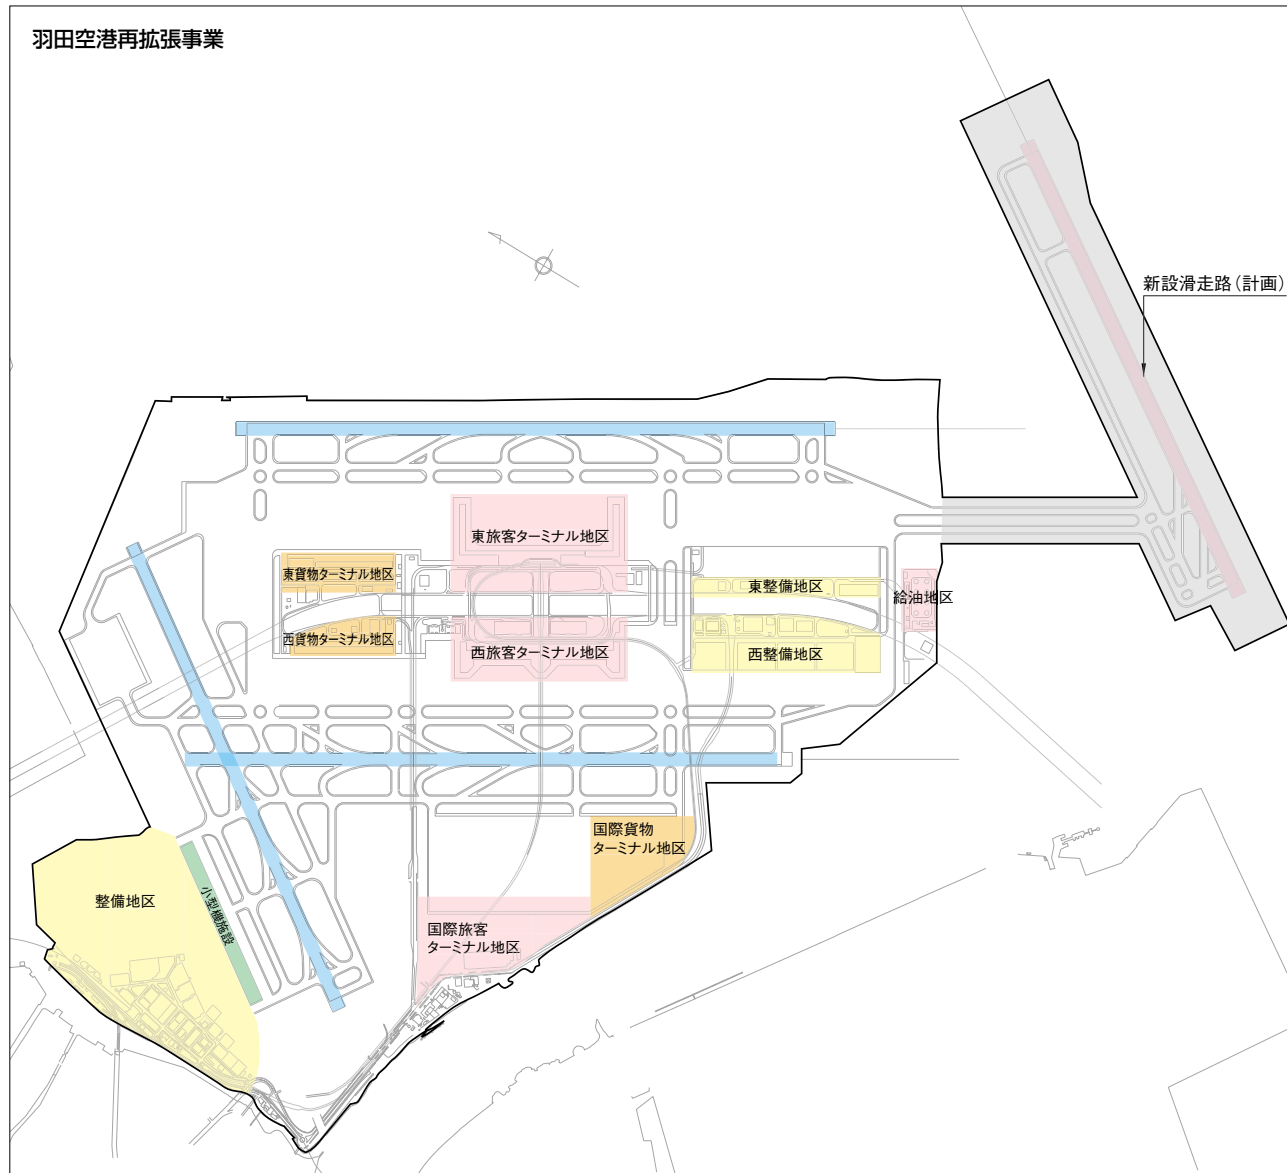 羽田空港再拡張事業
新設滑走路（計画）
東旅客ターミナル地区
東貨物ターミナル地区
東整備地区
給油地区
西貨物ターミナル地区
西旅客ターミナル地区
西整備地区
国際貨物
ターミナル地区
整備地区
小型機施設
国際旅客
ターミナル地区